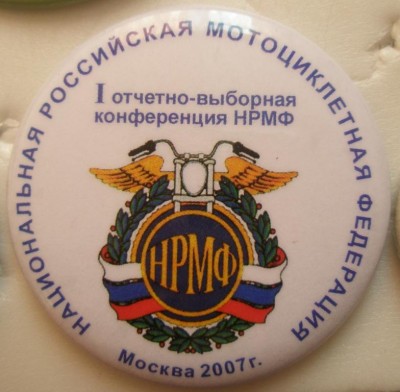 НАЦИОНАЛЬНАЯ РОССИЙСКАЯ МОТОЦИКЛЕТНАЯ ФЕДЕРАЦИЯ
I отчетно-выборная
конференция НРМФ
НРМФ
Москва 2007г.